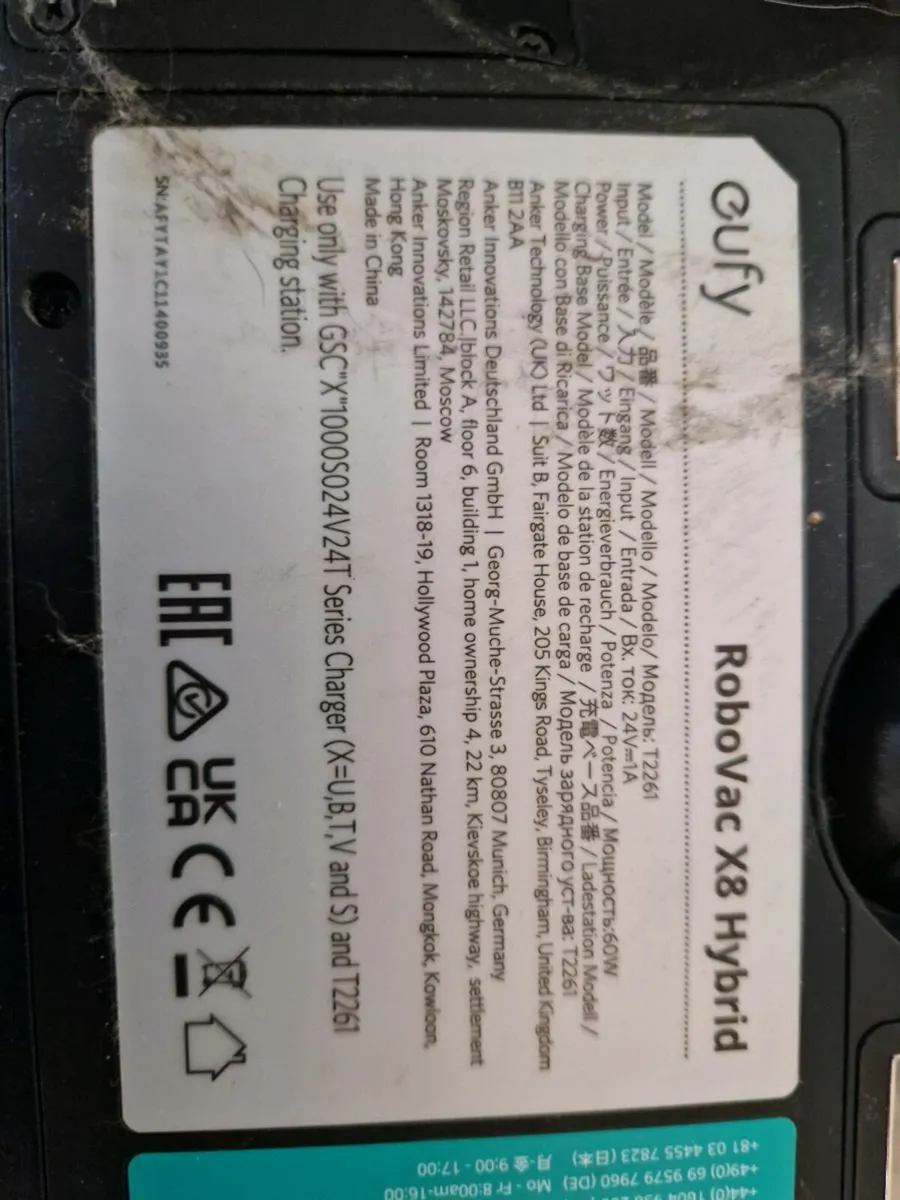 eufy RoboVac X8 Hybrid
Model / Modèle / 品番 / Modell / Modello / Modelo/ Модель: T2261
Input / Entrée / 入力 / Eingang / Input / Entrada / Вх. ток: 24V⎓1A
Power / Puissance / ワット数 / Energieverbrauch / Potenza / Potencia / Мощность:60W
Charging Base Model / Modèle de la station de recharge / 充電ベース品番 / Ladestation Modell /
Modello con Base di Ricarica / Modelo de base de carga / Модель зарядного уст-ва: T2261
Anker Technology (UK) Ltd | Suit B, Fairgate House, 205 Kings Road, Tyseley, Birmingham, United Kingdom
B11 2AA
Anker Innovations Deutschland GmbH | Georg-Muche-Strasse 3, 80807 Munich, Germany
Region Retail LLC.|block A, floor 6, building 1, home ownership 4, 22 km, Kievskoe highway, settlement
Moskovsky, 142784, Moscow
Anker Innovations Limited | Room 1318-19, Hollywood Plaza, 610 Nathan Road, Mongkok, Kowloon,
Hong Kong
Made in China
Use only with GSC"X"1000S024V24T Series Charger (X=U,B,T,V and S) and T2261
Charging station.
SN:AFYTAY1C11400935
EAC UK CA CE
+49(0) 69 9579 7960 (DE) Mo - Fr 8:00am-16:00
+81 03 4455 7823 (日本) 月-金 9:00 - 17:00